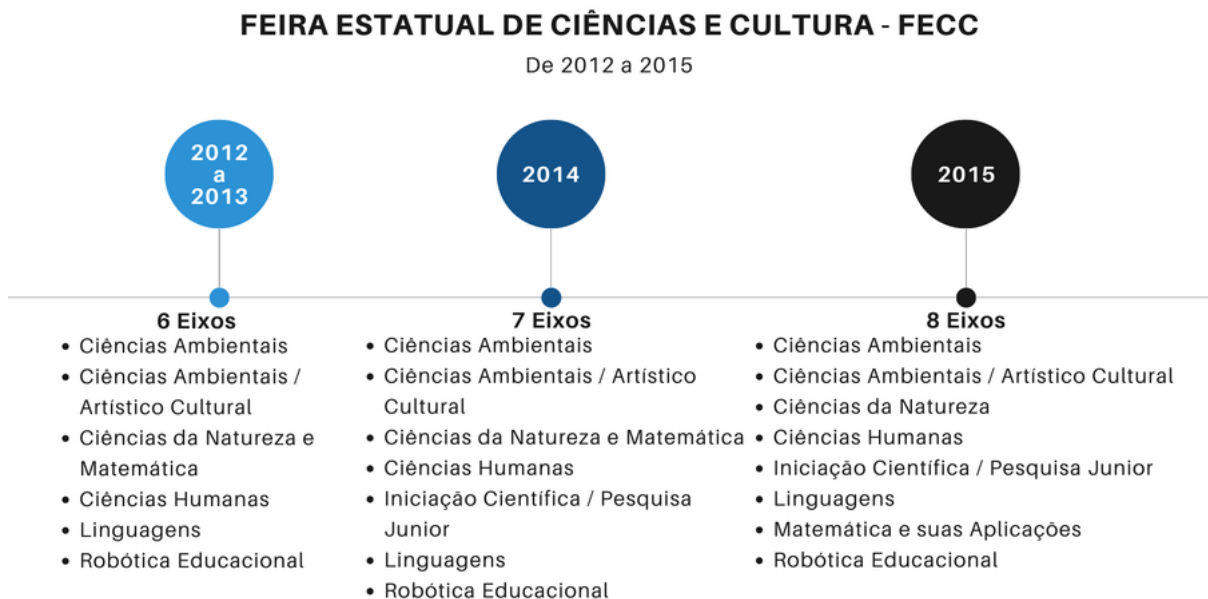 FEIRA ESTATUAL DE CIÊNCIAS E CULTURA - FECC
De 2012 a 2015
2012
a
2013
6 Eixos
• Ciências Ambientais
• Ciências Ambientais /
Artístico Cultural
• Ciências da Natureza e
Matemática
• Ciências Humanas
• Linguagens
• Robótica Educacional
2014
7 Eixos
• Ciências Ambientais
• Ciências Ambientais / Artístico
Cultural
• Ciências da Natureza e Matemática
• Ciências Humanas
• Iniciação Científica / Pesquisa
Junior
• Linguagens
• Robótica Educacional
2015
8 Eixos
• Ciências Ambientais
• Ciências Ambientais / Artístico Cultural
• Ciências da Natureza
• Ciências Humanas
• Iniciação Científica / Pesquisa Junior
• Linguagens
• Matemática e suas Aplicações
• Robótica Educacional